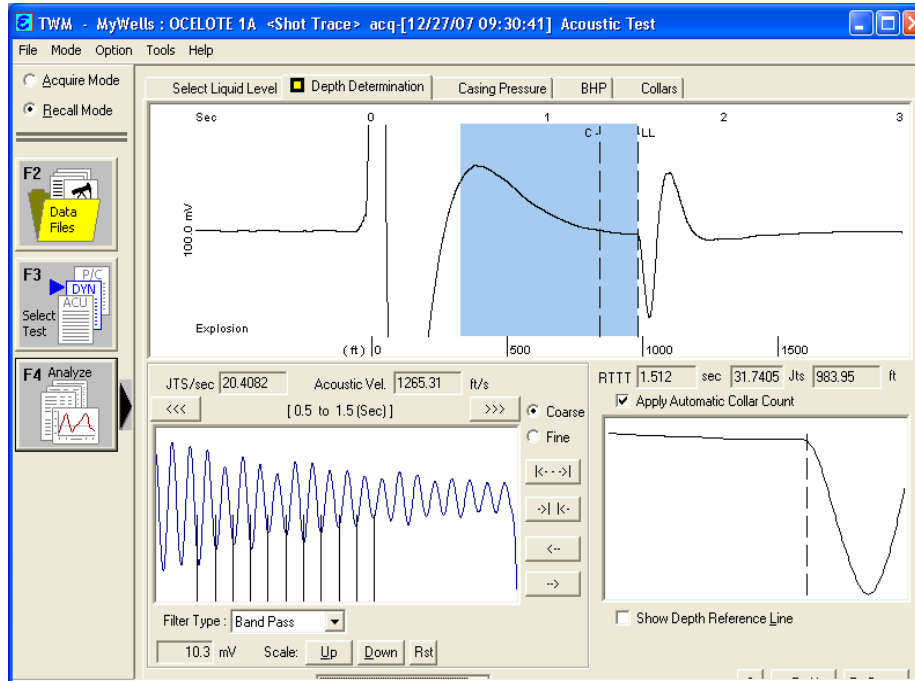 TWM - MyWells : OCELOTE 1A <Shot Trace> acq-[12/27/07 09:30:41] Acoustic Test
File Mode Option Tools Help
Acquire Mode
Recall Mode
F2
Data
Files
F3
P/C
DYN
ACU
Select
Test
F4 Analyze
Select Liquid Level Depth Determination Casing Pressure BHP Collars
Sec 0 1 2 3
C LL
100.0 mV
Explosion
(ft) 0 500 1000 1500
JTS/sec 20.4082 Acoustic Vel. 1265.31 ft/s
<<< [ 0.5 to 1.5 (Sec) ] >>>
Coarse
Fine
|<--->|
->| |<-
<--
-->
Filter Type : Band Pass
10.3 mV Scale: Up Down Rst
RTTT 1.512 sec 31.7405 Jts 983.95 ft
Apply Automatic Collar Count
Show Depth Reference Line